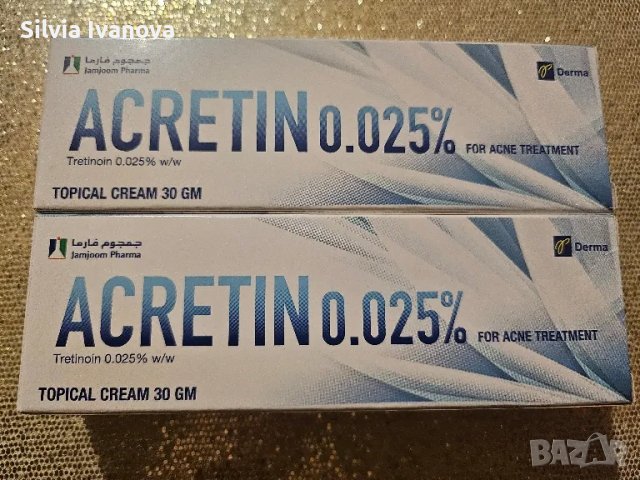 Silvia Ivanova
جمجوم فارما
Jamjoom Pharma
Derma
ACRETIN 0.025% FOR ACNE TREATMENT
Tretinoin 0.025% w/w
TOPICAL CREAM 30 GM
جمجوم فارما
Jamjoom Pharma
Derma
ACRETIN 0.025% FOR ACNE TREATMENT
Tretinoin 0.025% w/w
TOPICAL CREAM 30 GM
BAZAR